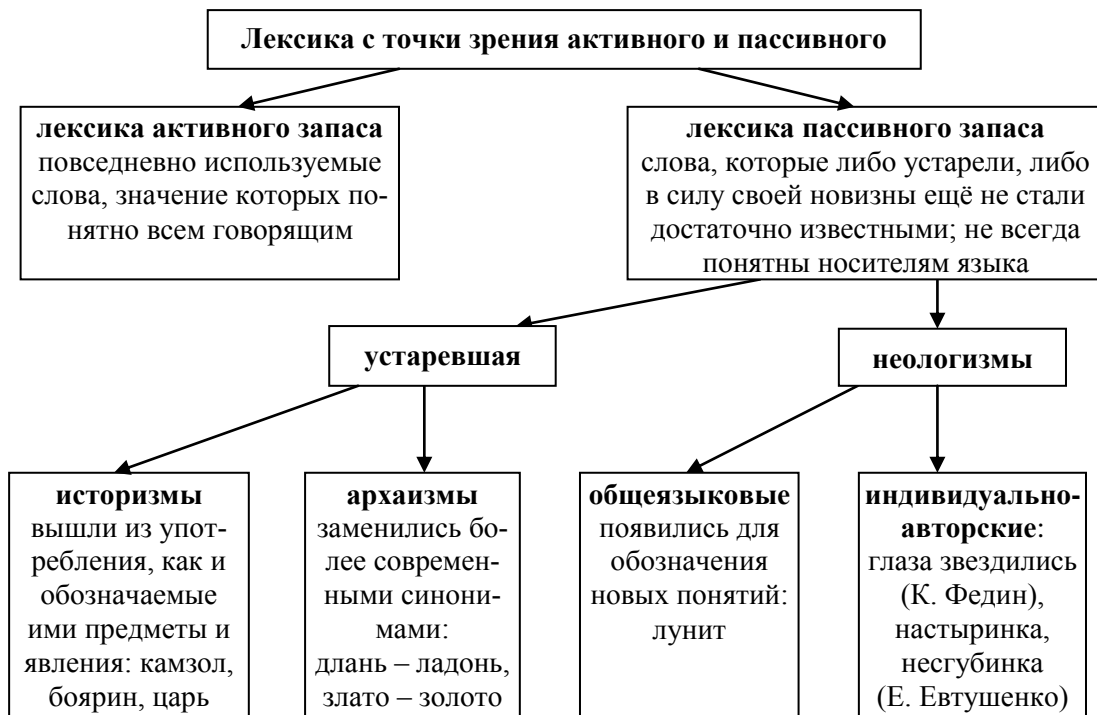 Лексика с точки зрения активного и пассивного
лексика активного запаса
повседневно используемые
слова, значение которых по-
нятно всем говорящим
лексика пассивного запаса
слова, которые либо устарели, либо
в силу своей новизны ещё не стали
достаточно известными; не всегда
понятны носителям языка
устаревшая
неологизмы
историзмы
вышли из упот-
ребления, как и
обозначаемые
ими предметы и
явления: камзол,
боярин, царь
архаизмы
заменились бо-
лее современ-
ными синони-
мами:
длань – ладонь,
злато – золото
общеязыковые
появились для
обозначения
новых понятий:
лунит
индивидуально-
авторские:
глаза звездились
(К. Федин),
настыринка,
несгубинка
(Е. Евтушенко)